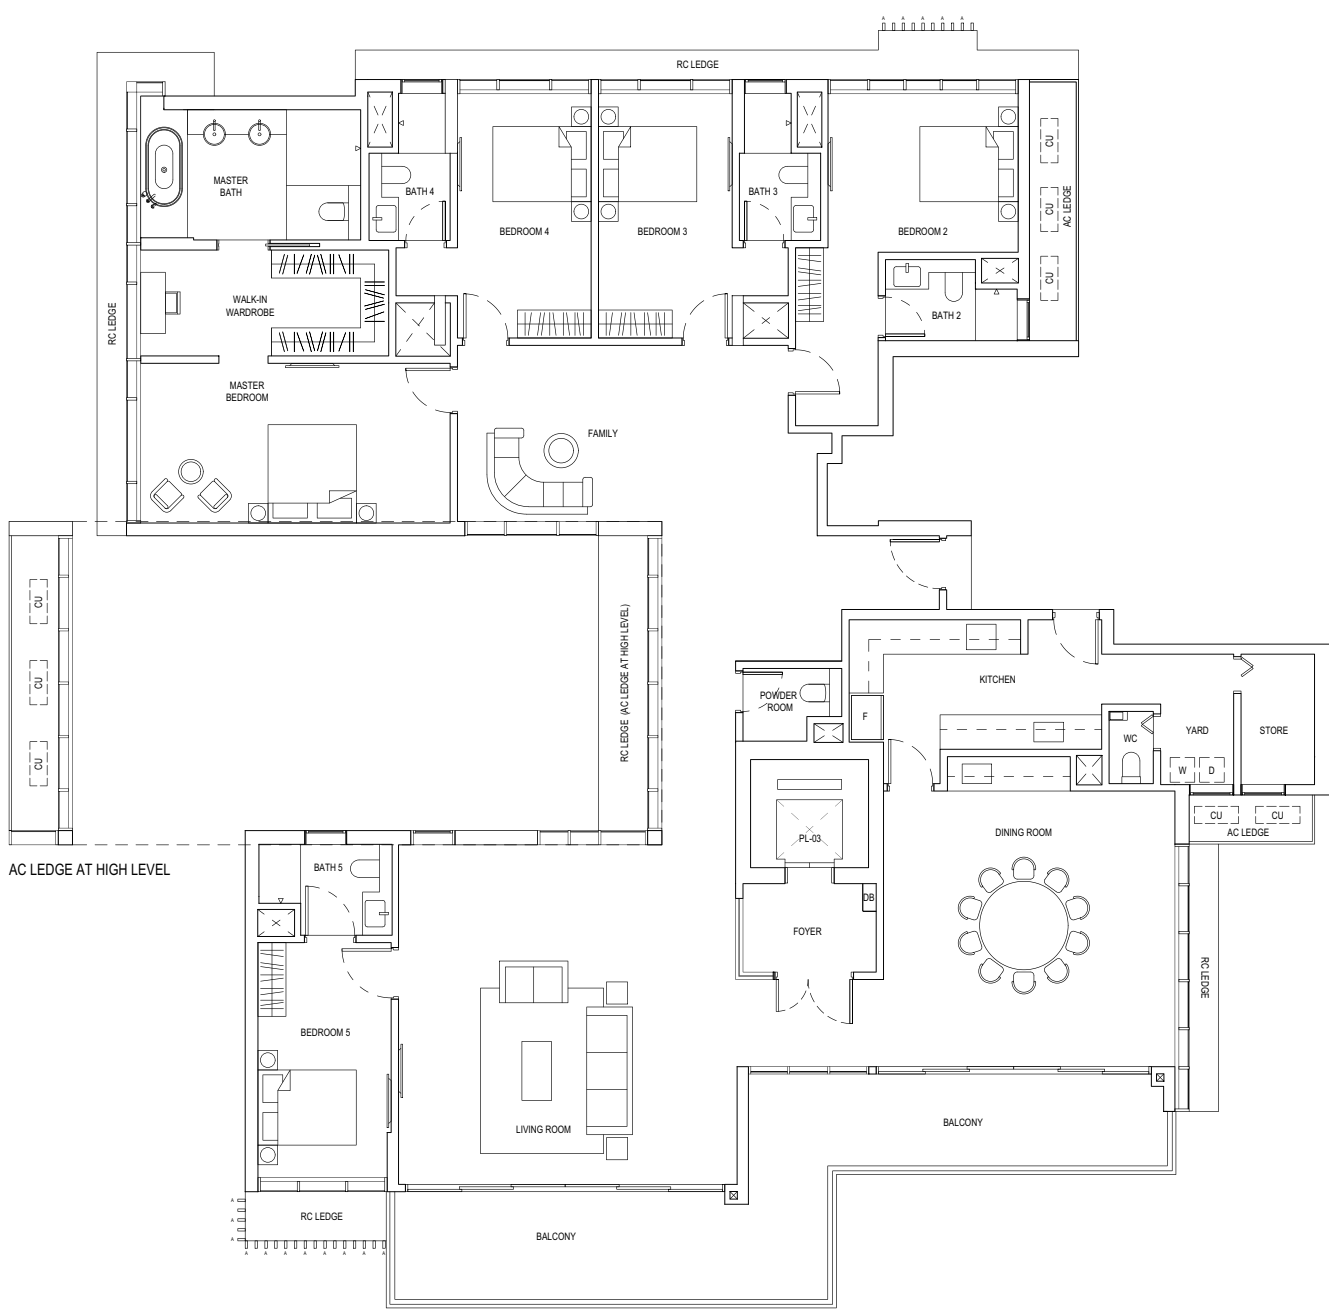 A A A A A
RC LEDGE
CU
CU
CU
AC LEDGE
MASTER
BATH
BATH 4
BEDROOM 4
BEDROOM 3
BATH 3
BEDROOM 2
BATH 2
WALK-IN
WARDROBE
RC LEDGE
MASTER
BEDROOM
FAMILY
CU
CU
CU
AC LEDGE AT HIGH LEVEL
RC LEDGE (AC LEDGE AT HIGH LEVEL)
KITCHEN
POWDER
ROOM
F
WC
YARD
STORE
W
D
CU
CU
AC LEDGE
PL-03
DINING ROOM
BATH 5
DB
FOYER
RC LEDGE
BEDROOM 5
LIVING ROOM
BALCONY
RC LEDGE
BALCONY
A
A
A
A A A A A A A A